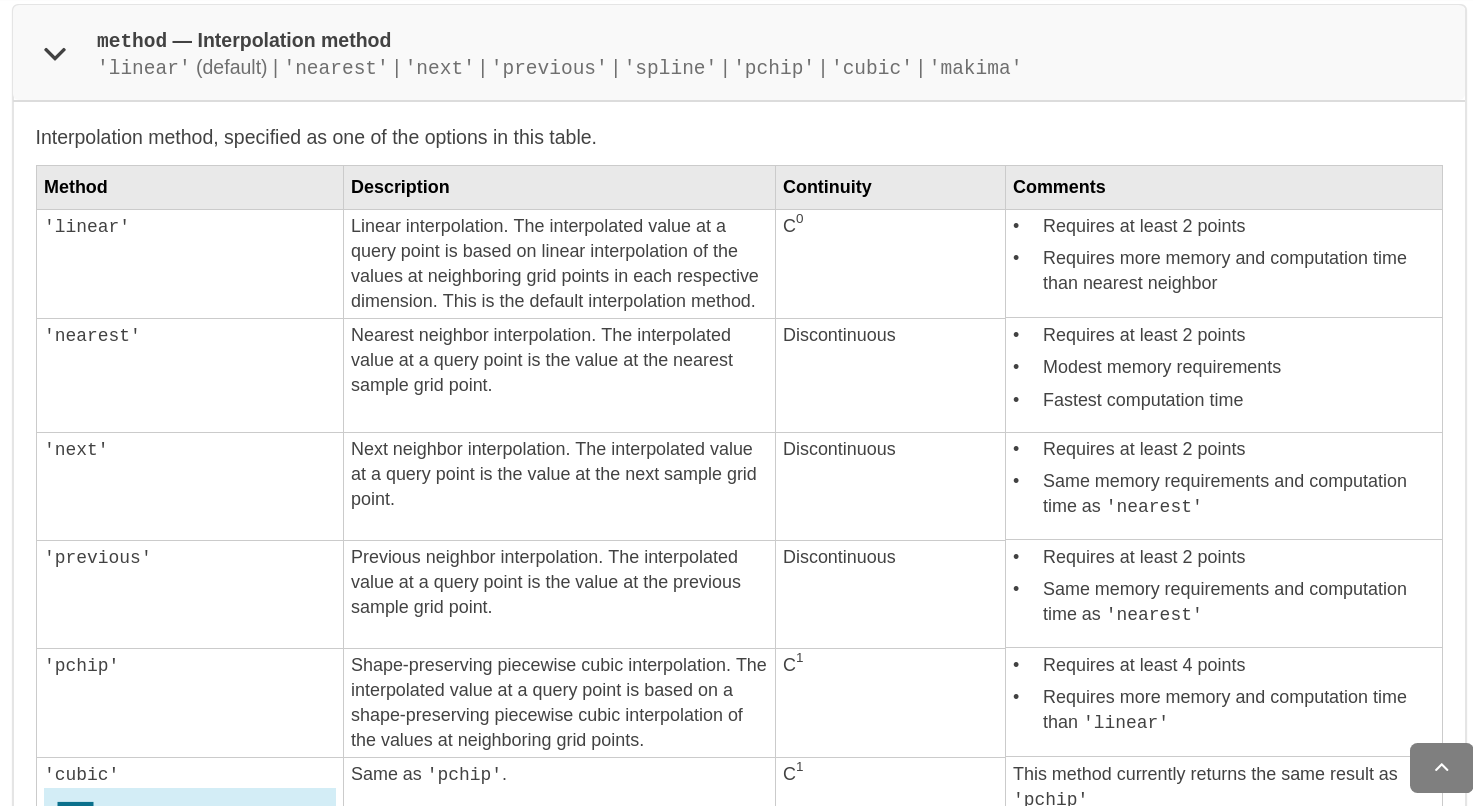 method — Interpolation method
'linear' (default) | 'nearest' | 'next' | 'previous' | 'spline' | 'pchip' | 'cubic' | 'makima'
Interpolation method, specified as one of the options in this table.
Method Description Continuity Comments
'linear'
Linear interpolation. The interpolated value at a
query point is based on linear interpolation of the
values at neighboring grid points in each respective
dimension. This is the default interpolation method.
C0
• Requires at least 2 points
• Requires more memory and computation time
than nearest neighbor
'nearest'
Nearest neighbor interpolation. The interpolated
value at a query point is the value at the nearest
sample grid point.
Discontinuous
• Requires at least 2 points
• Modest memory requirements
• Fastest computation time
'next'
Next neighbor interpolation. The interpolated value
at a query point is the value at the next sample grid
point.
Discontinuous
• Requires at least 2 points
• Same memory requirements and computation
time as 'nearest'
'previous'
Previous neighbor interpolation. The interpolated
value at a query point is the value at the previous
sample grid point.
Discontinuous
• Requires at least 2 points
• Same memory requirements and computation
time as 'nearest'
'pchip'
Shape-preserving piecewise cubic interpolation. The
interpolated value at a query point is based on a
shape-preserving piecewise cubic interpolation of
the values at neighboring grid points.
C1
• Requires at least 4 points
• Requires more memory and computation time
than 'linear'
'cubic'
Same as 'pchip'.
C1
This method currently returns the same result as
'pchip'